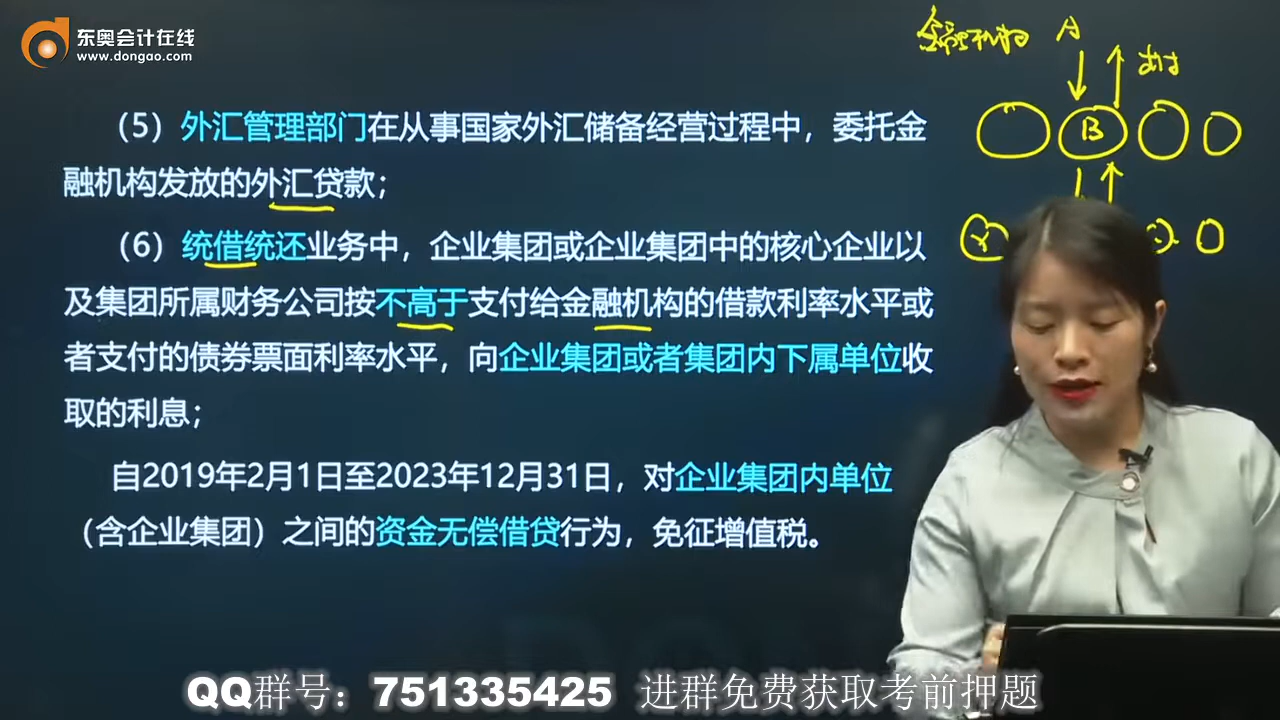 东奥会计在线
www.dongao.com
金融机构 A
B
（5）外汇管理部门在从事国家外汇储备经营过程中，委托金
融机构发放的外汇贷款；
（6）统借统还业务中，企业集团或企业集团中的核心企业以
及集团所属财务公司按不高于支付给金融机构的借款利率水平或
者支付的债券票面利率水平，向企业集团或者集团内下属单位收
取的利息；
自2019年2月1日至2023年12月31日，对企业集团内单位
（含企业集团）之间的资金无偿借贷行为，免征增值税。
QQ群号：751335425 进群免费获取考前押题